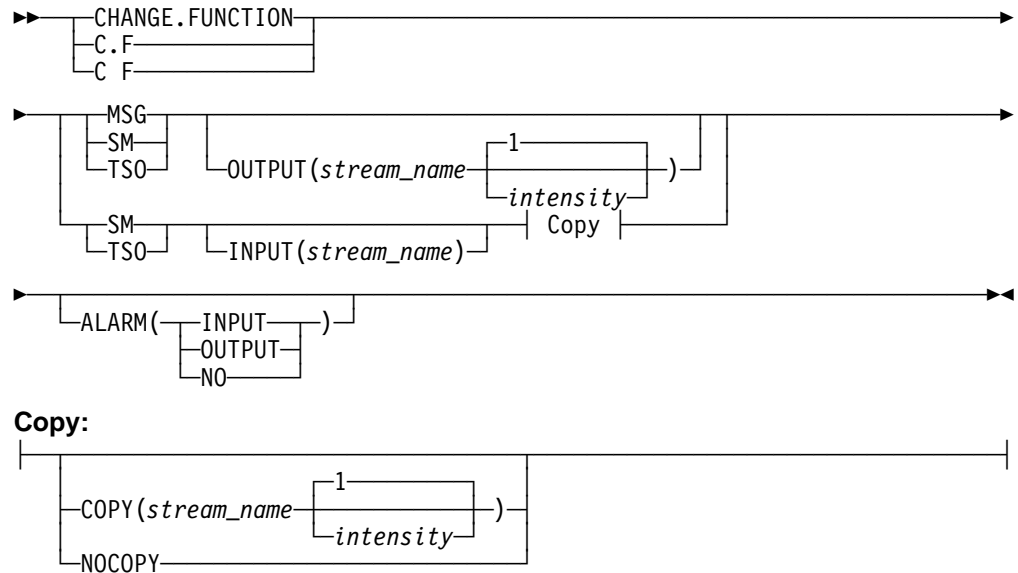 CHANGE.FUNCTION
C.F
C F
MSG
SM
TSO
1
OUTPUT(stream_name )
intensity
SM
TSO
INPUT(stream_name)
Copy
ALARM( INPUT )
OUTPUT
NO
Copy:
1
COPY(stream_name )
intensity
NOCOPY